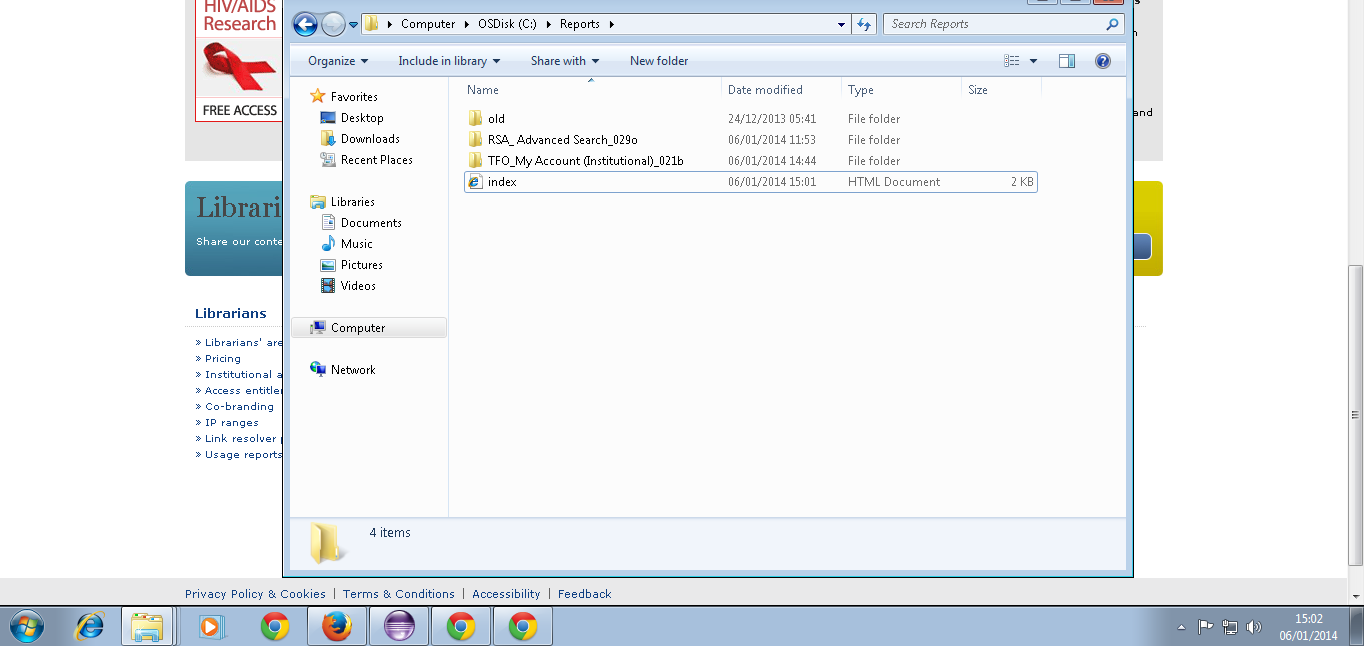 HIV/AIDS
Research
FREE ACCESS
Computer OSDisk (C:) Reports
Search Reports
Organize Include in library Share with New folder
Favorites
Desktop
Downloads
Recent Places
Libraries
Documents
Music
Pictures
Videos
Computer
Network
Name Date modified Type Size
old 24/12/2013 05:41 File folder
RSA_ Advanced Search_029o 06/01/2014 11:53 File folder
TFO_My Account (Institutional)_021b 06/01/2014 14:44 File folder
index 06/01/2014 15:01 HTML Document 2 KB
4 items
and
Librari
Share our conte
Librarians
» Librarians' are
» Pricing
» Institutional a
» Access entitle
» Co-branding
» IP ranges
» Link resolver
» Usage reports
Privacy Policy & Cookies | Terms & Conditions | Accessibility | Feedback
15:02
06/01/2014